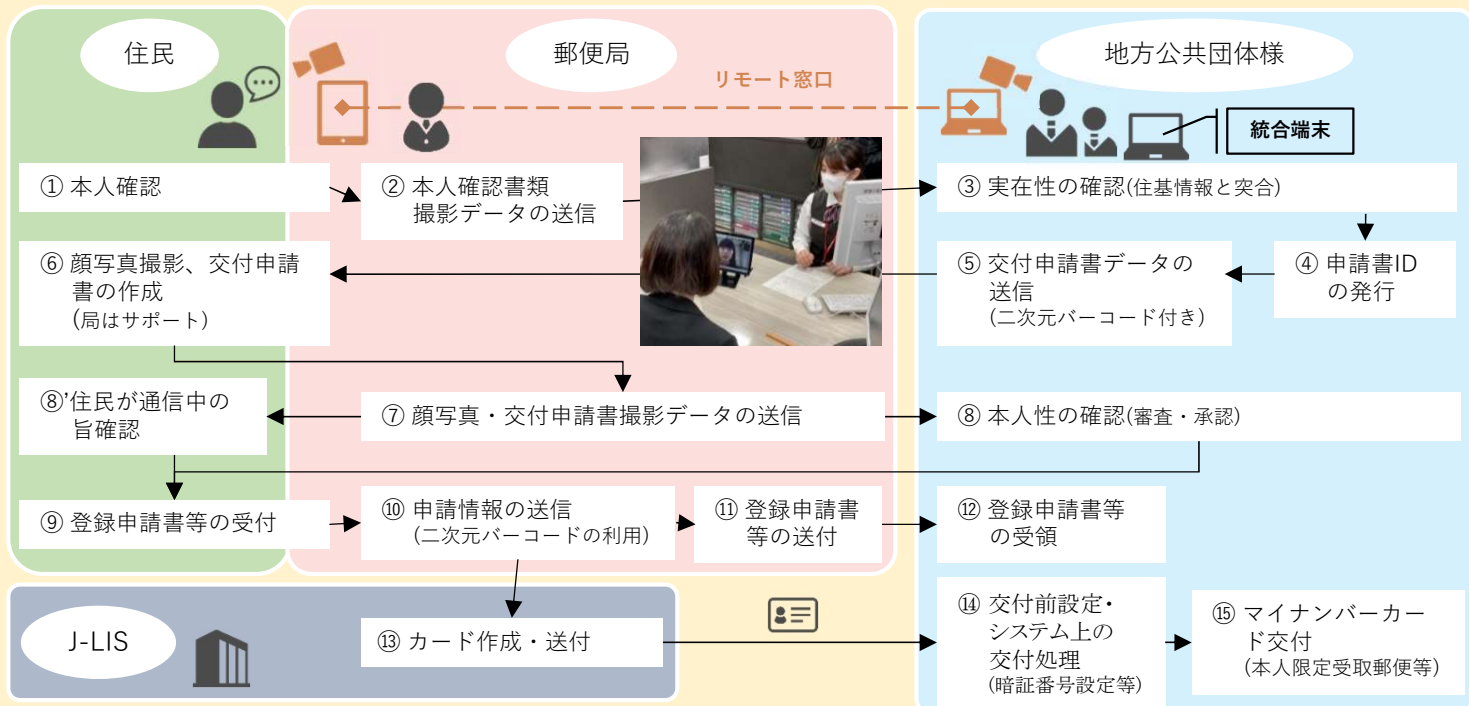 住民
郵便局
地方公共団体様
リモート窓口
統合端末
① 本人確認
② 本人確認書類
撮影データの送信
③ 実在性の確認(住基情報と突合)
④ 申請書ID
の発行
⑤ 交付申請書データの
送信
(二次元バーコード付き)
⑥ 顔写真撮影、交付申請
書の作成
(局はサポート)
⑦ 顔写真・交付申請書撮影データの送信
⑧’住民が通信中の
旨確認
⑧ 本人性の確認(審査・承認)
⑨ 登録申請書等の受付
⑩ 申請情報の送信
(二次元バーコードの利用)
⑪ 登録申請書
等の送付
⑫ 登録申請書等
の受領
J-LIS
⑬ カード作成・送付
⑭ 交付前設定・
システム上の
交付処理
(暗証番号設定等)
⑮ マイナンバーカー
ド交付
(本人限定受取郵便等)